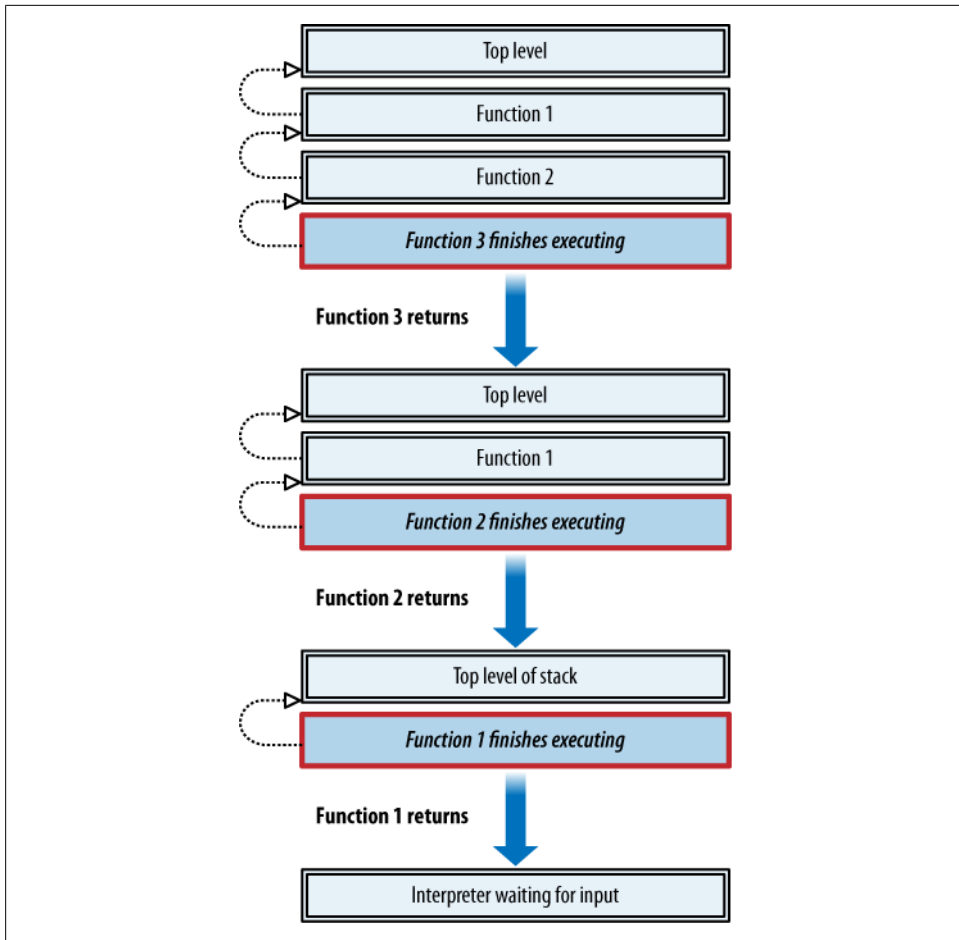 Top level
Function 1
Function 2
Function 3 finishes executing
Function 3 returns
Top level
Function 1
Function 2 finishes executing
Function 2 returns
Top level of stack
Function 1 finishes executing
Function 1 returns
Interpreter waiting for input